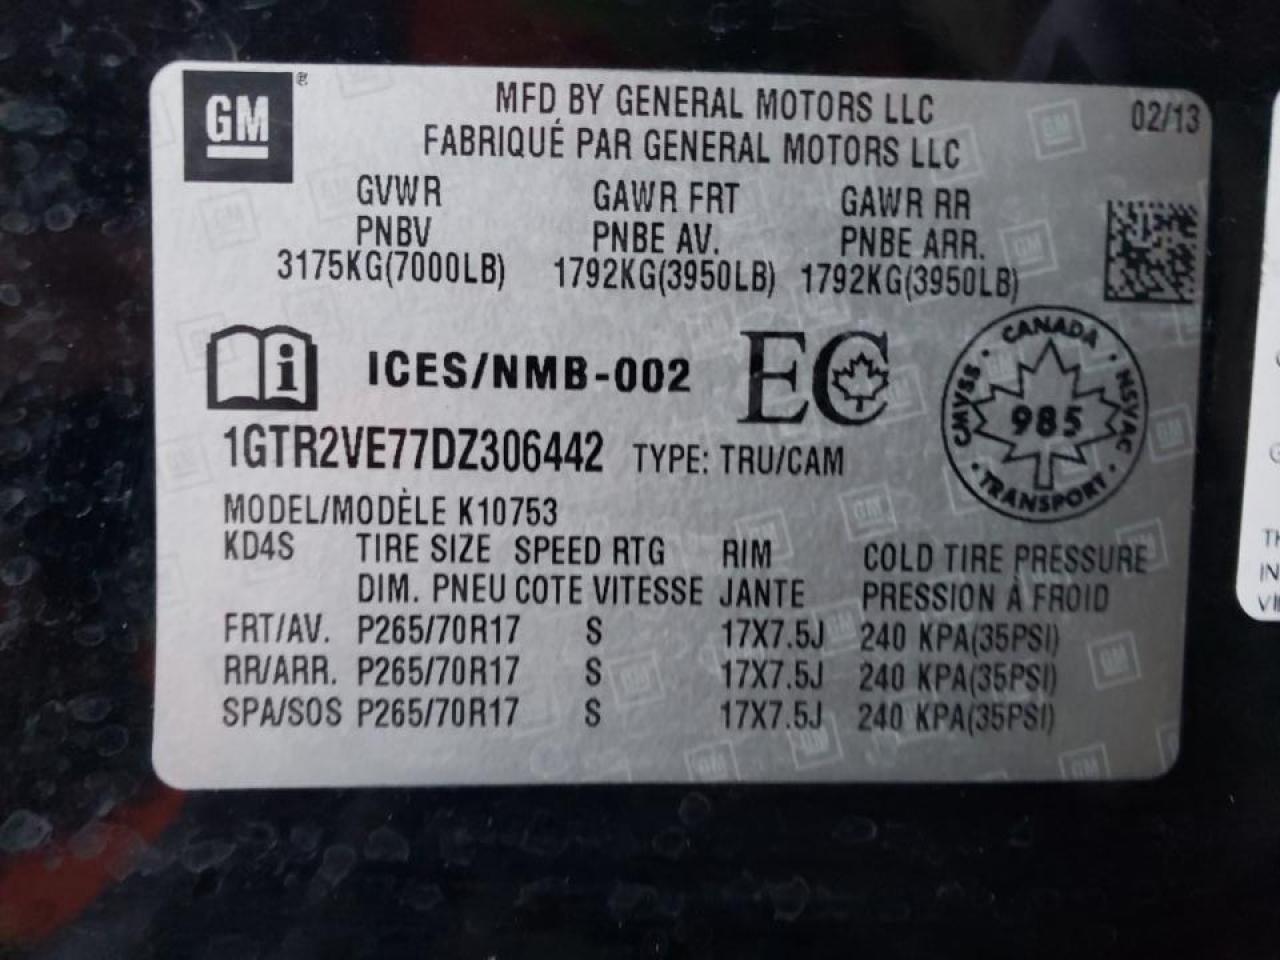 GM®
MFD BY GENERAL MOTORS LLC 02/13
FABRIQUÉ PAR GENERAL MOTORS LLC
GVWR GAWR FRT GAWR RR
PNBV PNBE AV. PNBE ARR.
3175KG(7000LB) 1792KG(3950LB) 1792KG(3950LB)
i ICES/NMB-002 EC
CANADA
CMVSS 985 NSVAC
TRANSPORT
1GTR2VE77DZ306442 TYPE: TRU/CAM
MODEL/MODÈLE K10753
KD4S TIRE SIZE SPEED RTG RIM COLD TIRE PRESSURE
DIM. PNEU COTE VITESSE JANTE PRESSION À FROID
FRT/AV. P265/70R17 S 17X7.5J 240 KPA(35PSI)
RR/ARR. P265/70R17 S 17X7.5J 240 KPA(35PSI)
SPA/SOS P265/70R17 S 17X7.5J 240 KPA(35PSI)